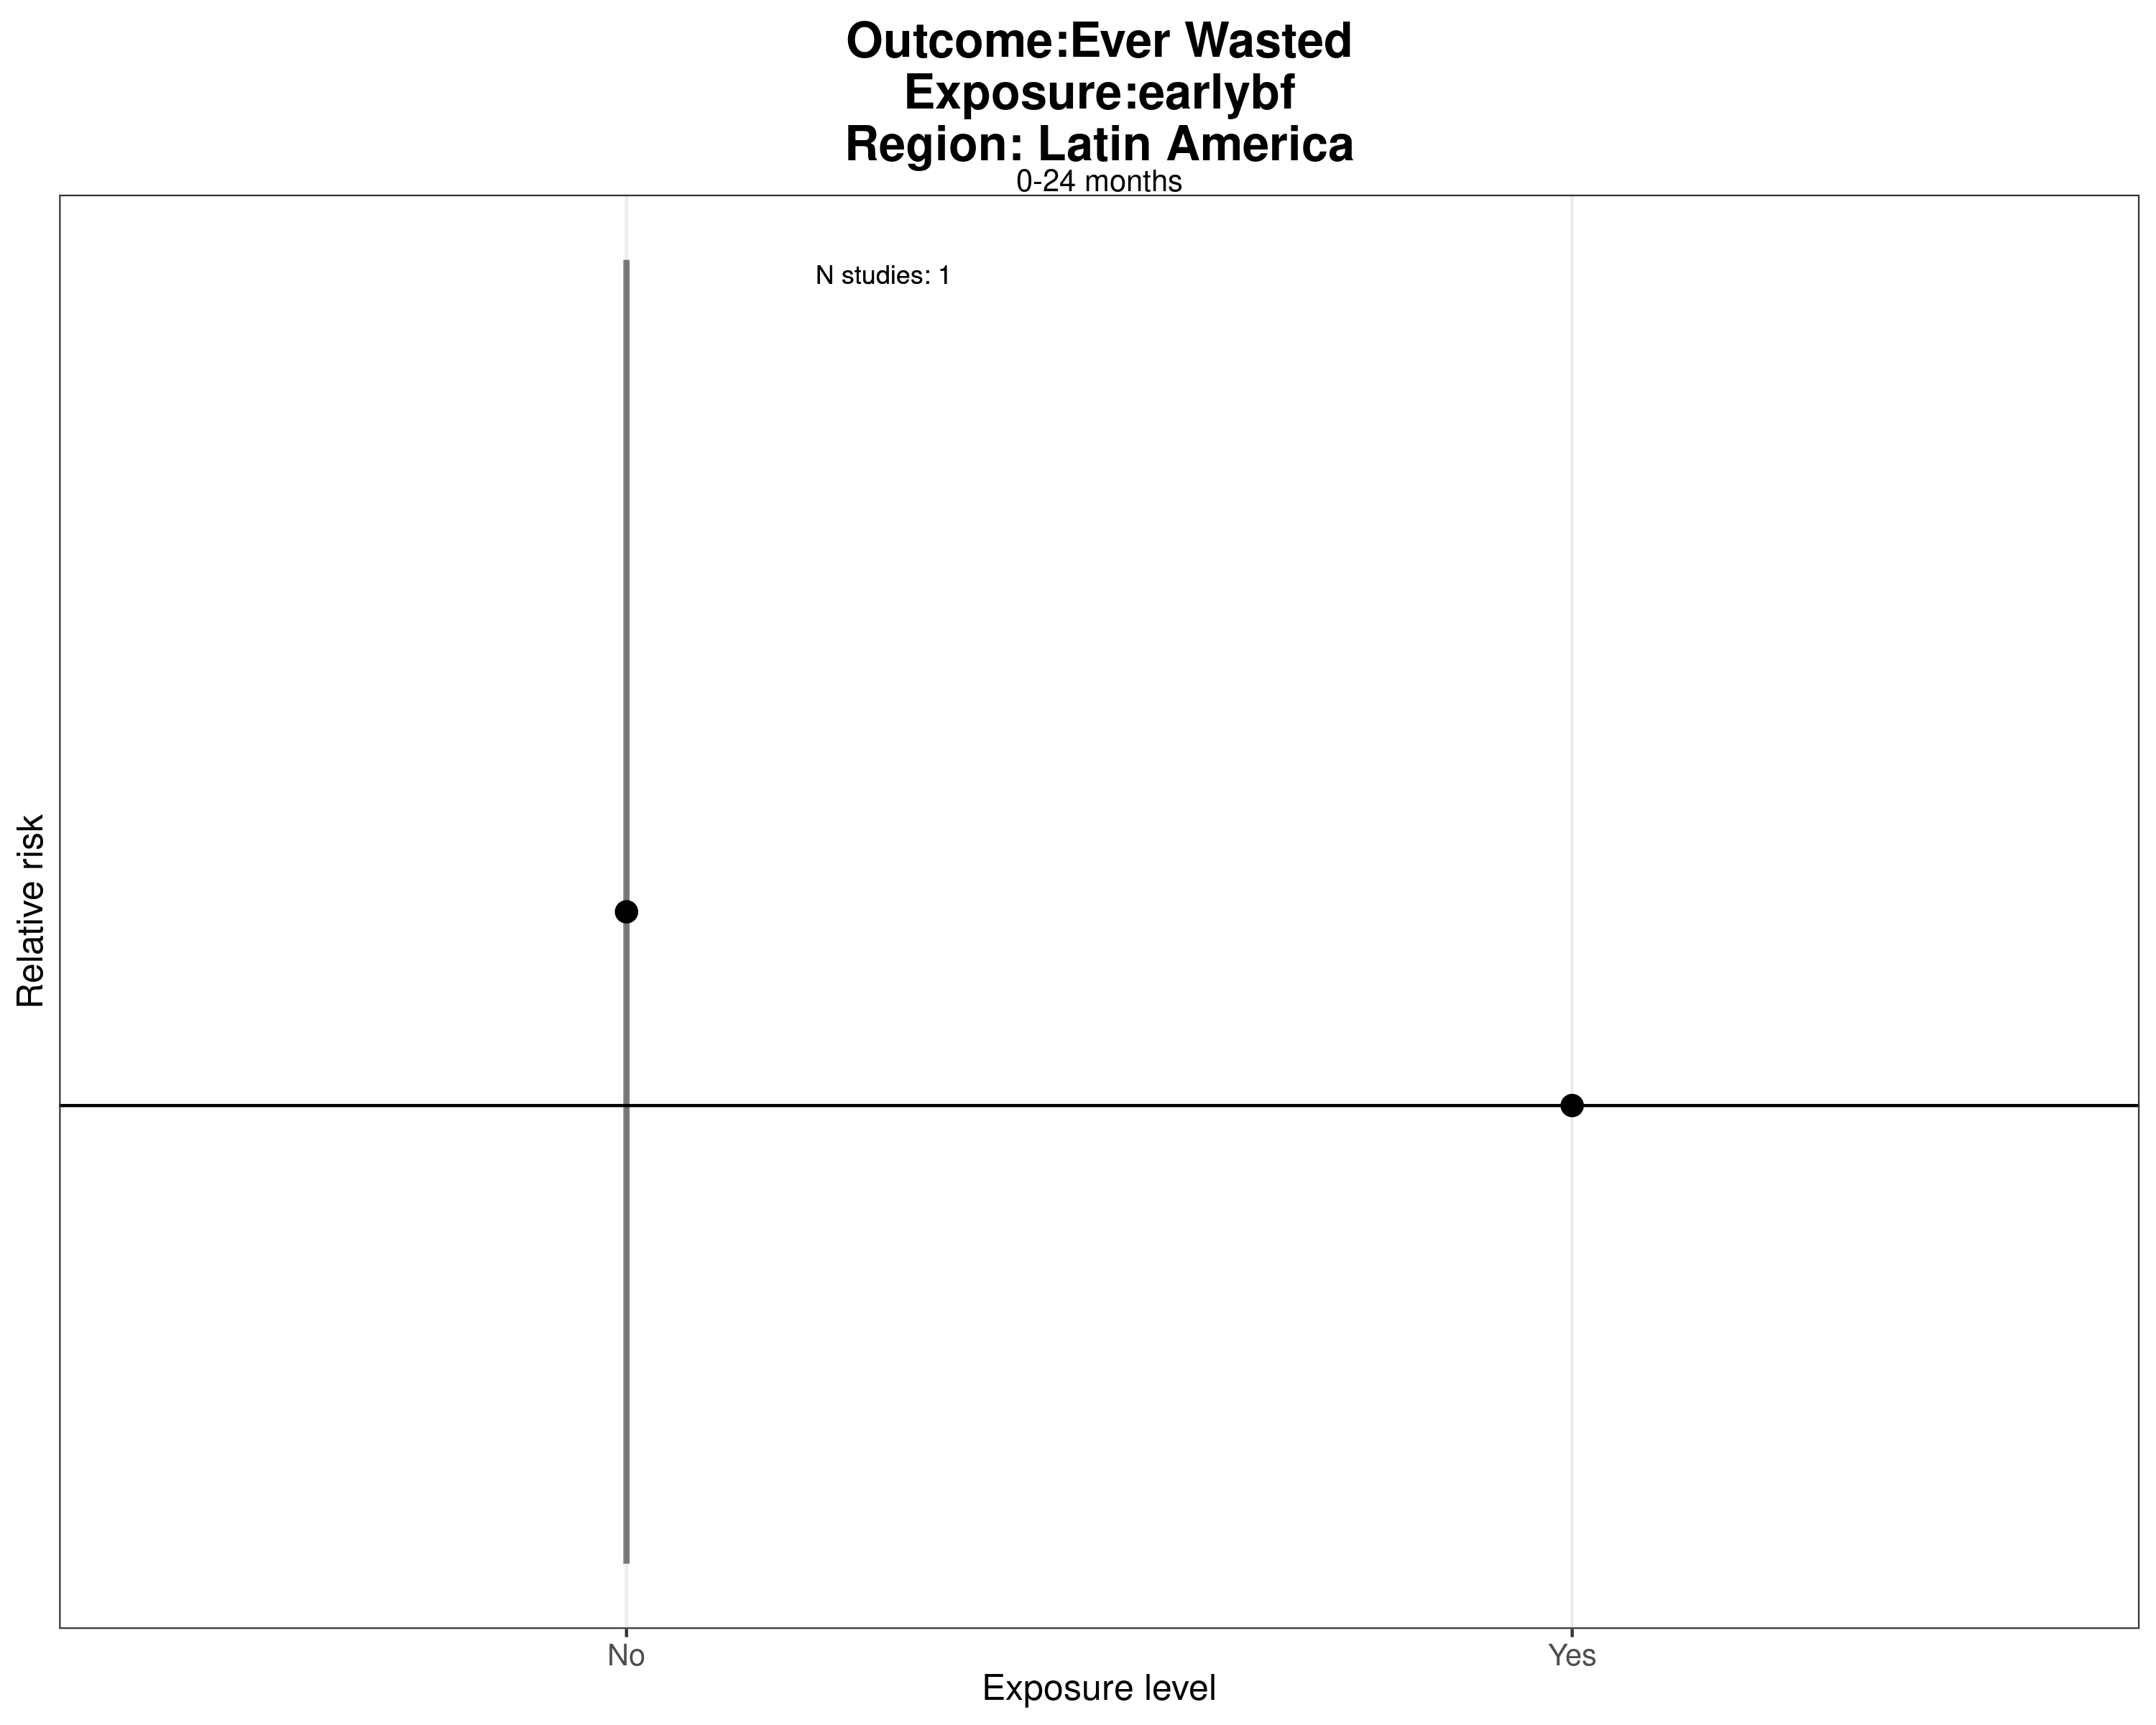 Outcome:Ever Wasted
Exposure:earlybf
Region: Latin America
0-24 months
N studies: 1
Relative risk
No
Yes
Exposure level